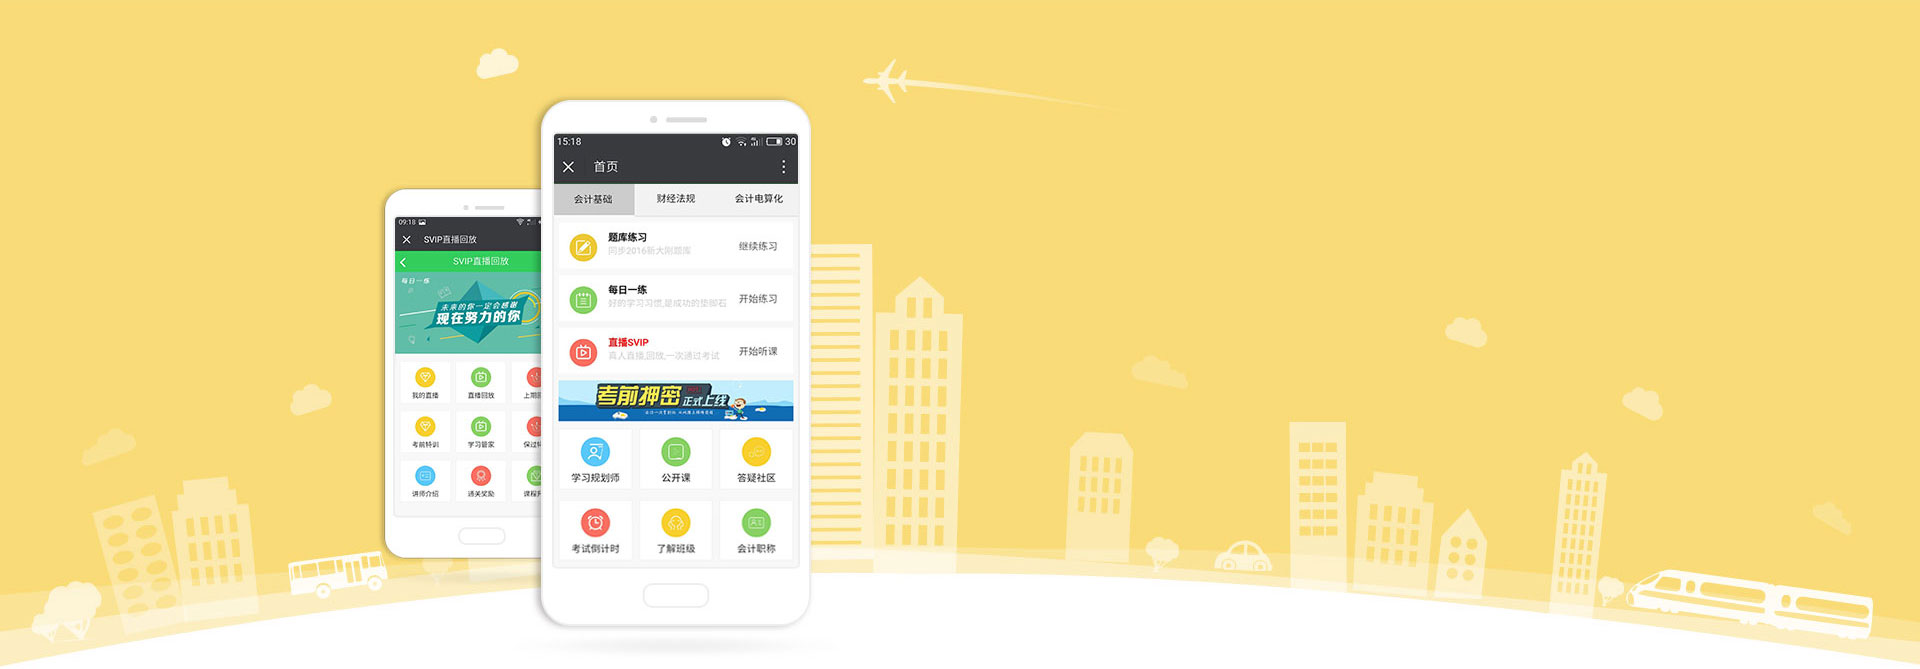 09:18
SVIP直播回放
SVIP直播回放
每日一练
未来的你一定会感谢
现在努力的你
我的直播
直播回放
上期回
考前特训
学习管家
保过特
讲师介绍
通关奖励
课程
15:18
30
首页
会计基础
财经法规
会计电算化
题库练习
同步2016新大刚题库
继续练习
每日一练
好的学习习惯,是成功的垫脚石
开始练习
直播SVIP
真人直播,回放,一次通过考试
开始听课
考前押密
正式上线
学习规划师
公开课
答疑社区
考试倒计时
了解班级
会计职称